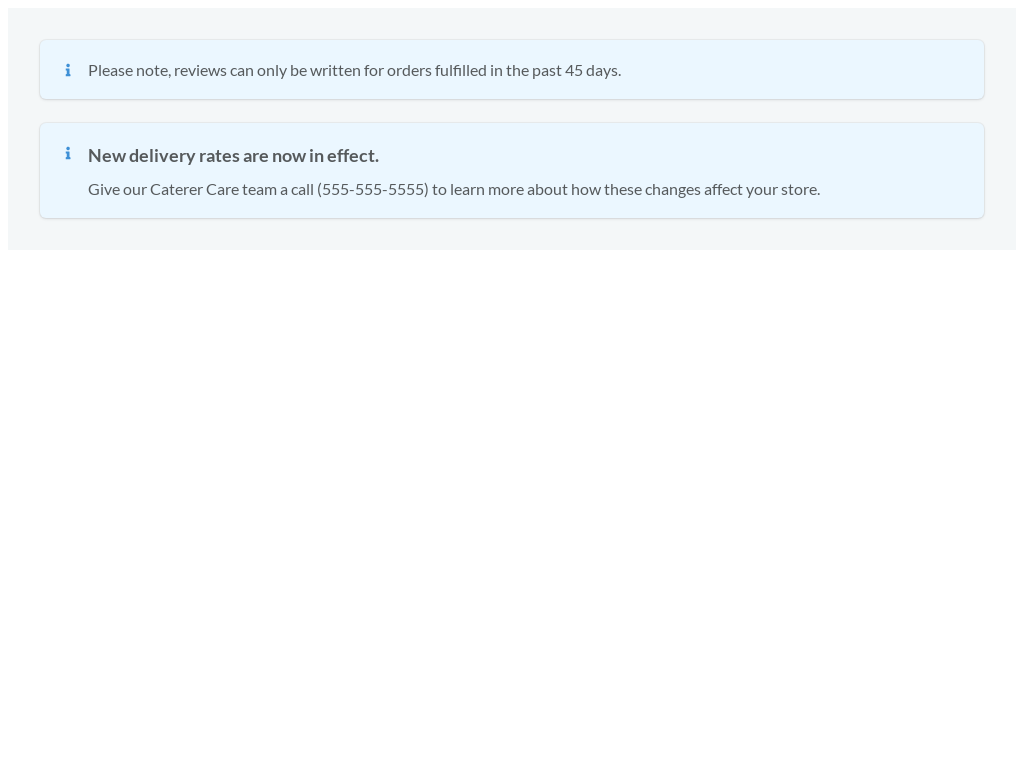 Please note, reviews can only be written for orders fulfilled in the past 45 days.
New delivery rates are now in effect.
Give our Caterer Care team a call (555-555-5555) to learn more about how these changes affect your store.